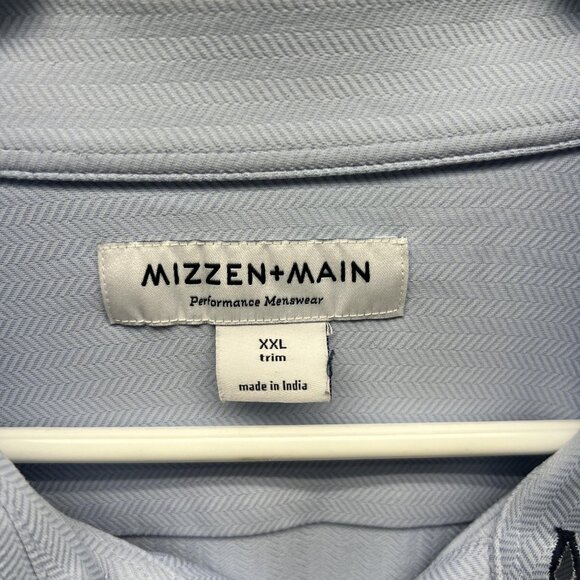 MIZZEN+MAIN
Performance Menswear
XXL
trim
made in India